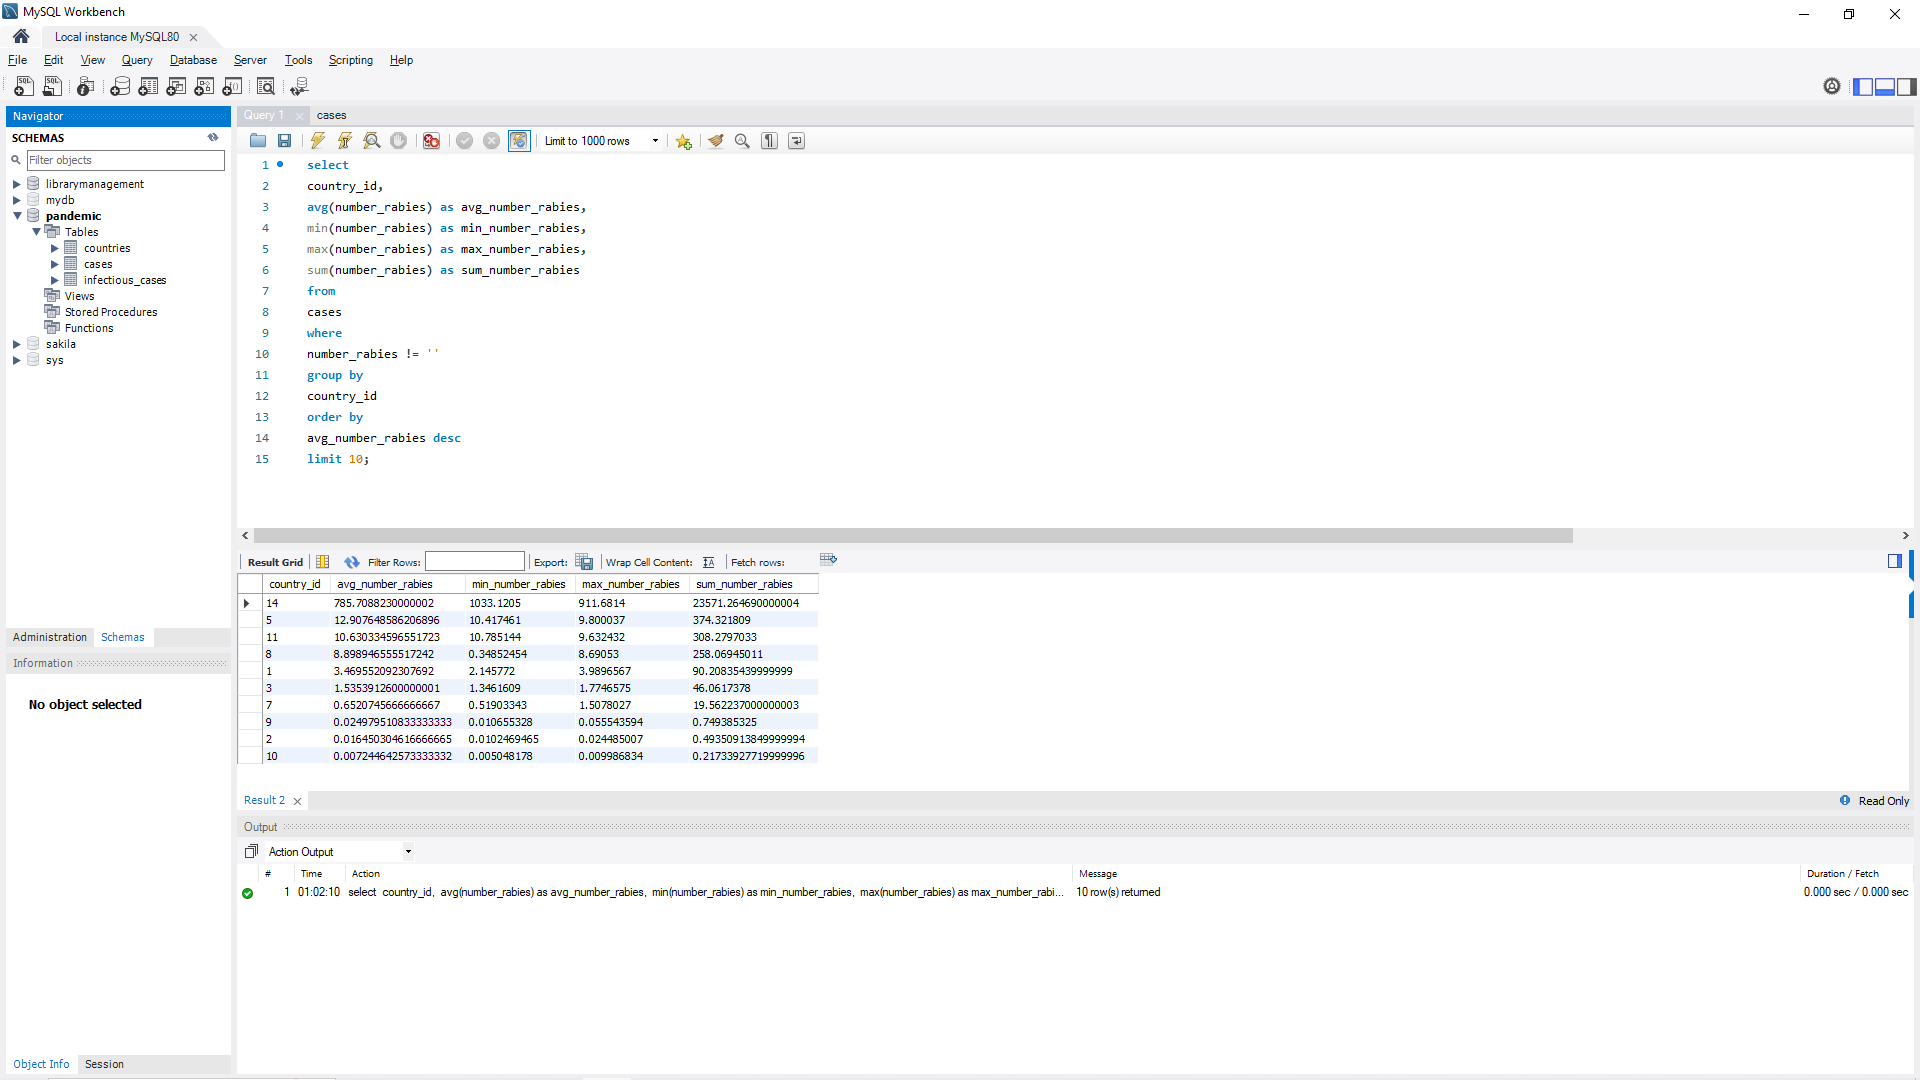 MySQL Workbench
Local instance MySQL80
File Edit View Query Database Server Tools Scripting Help
Navigator
SCHEMAS
Filter objects
librarymanagement
mydb
pandemic
Tables
countries
cases
infectious_cases
Views
Stored Procedures
Functions
sakila
sys
Administration Schemas
Information
No object selected
Object Info Session
Query 1 cases
Limit to 1000 rows
1 select
2 country_id,
3 avg(number_rabies) as avg_number_rabies,
4 min(number_rabies) as min_number_rabies,
5 max(number_rabies) as max_number_rabies,
6 sum(number_rabies) as sum_number_rabies
7 from
8 cases
9 where
10 number_rabies != ''
11 group by
12 country_id
13 order by
14 avg_number_rabies desc
15 limit 10;
Result Grid Filter Rows: Export: Wrap Cell Content: Fetch rows:
country_id avg_number_rabies min_number_rabies max_number_rabies sum_number_rabies
14 785.7088230000002 1033.1205 911.6814 23571.264690000004
5 12.907648586206896 10.417461 9.800037 374.321809
11 10.630334596551723 10.785144 9.632432 308.2797033
8 8.898946555517242 0.34852454 8.69053 258.06945011
1 3.469552092307692 2.145772 3.9896567 90.20835439999999
3 1.5353912600000001 1.3461609 1.7746575 46.0617378
7 0.6520745666666667 0.51903343 1.5078027 19.562237000000003
9 0.024979510833333333 0.010655328 0.055543594 0.749385325
2 0.016450304616666665 0.0102469465 0.024485007 0.49350913849999994
10 0.007244642573333332 0.005048178 0.009986834 0.21733927719999996
Result 2 Read Only
Output
Action Output
# Time Action Message Duration / Fetch
1 01:02:10 select country_id, avg(number_rabies) as avg_number_rabies, min(number_rabies) as min_number_rabies, max(number_rabies) as max_number_rabi... 10 row(s) returned 0.000 sec / 0.000 sec